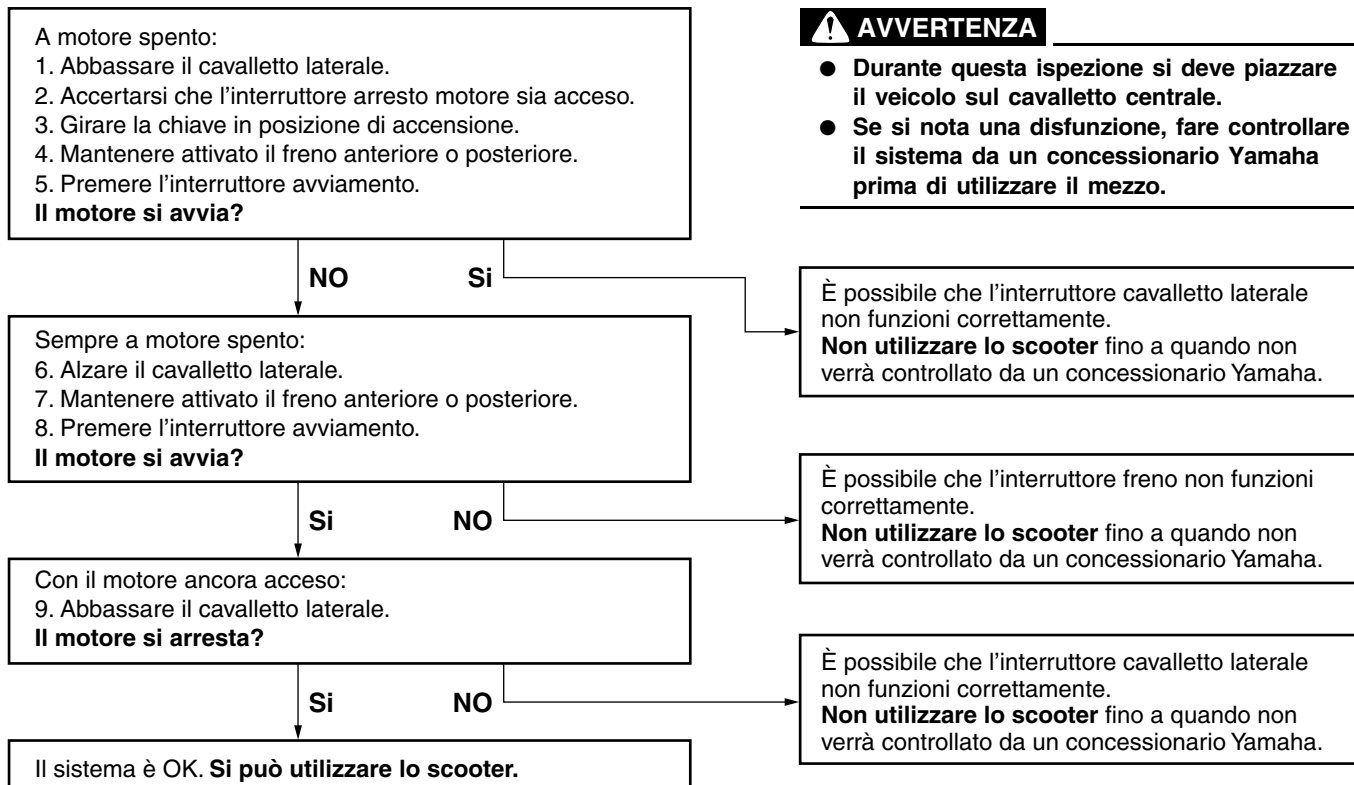 A motore spento:
1. Abbassare il cavalletto laterale.
2. Accertarsi che l'interruttore arresto motore sia acceso.
3. Girare la chiave in posizione di accensione.
4. Mantenere attivato il freno anteriore o posteriore.
5. Premere l'interruttore avviamento.
Il motore si avvia?
AVVERTENZA
● Durante questa ispezione si deve piazzare
il veicolo sul cavalletto centrale.
● Se si nota una disfunzione, fare controllare
il sistema da un concessionario Yamaha
prima di utilizzare il mezzo.
NO Si
È possibile che l'interruttore cavalletto laterale
non funzioni correttamente.
Non utilizzare lo scooter fino a quando non
verrà controllato da un concessionario Yamaha.
Sempre a motore spento:
6. Alzare il cavalletto laterale.
7. Mantenere attivato il freno anteriore o posteriore.
8. Premere l'interruttore avviamento.
Il motore si avvia?
Si NO
È possibile che l'interruttore freno non funzioni
correttamente.
Non utilizzare lo scooter fino a quando non
verrà controllato da un concessionario Yamaha.
Con il motore ancora acceso:
9. Abbassare il cavalletto laterale.
Il motore si arresta?
Si NO
È possibile che l'interruttore cavalletto laterale
non funzioni correttamente.
Non utilizzare lo scooter fino a quando non
verrà controllato da un concessionario Yamaha.
Il sistema è OK. Si può utilizzare lo scooter.